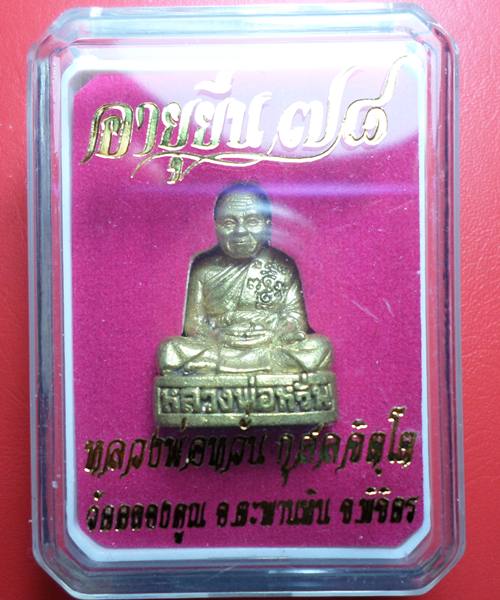 อายุยืน ๗๘
หลวงพ่อหวั่น
หลวงพ่อหวั่น กุสลจิตฺโต
วัดคลองคูณ อ.ตะพานหิน จ.พิจิตร